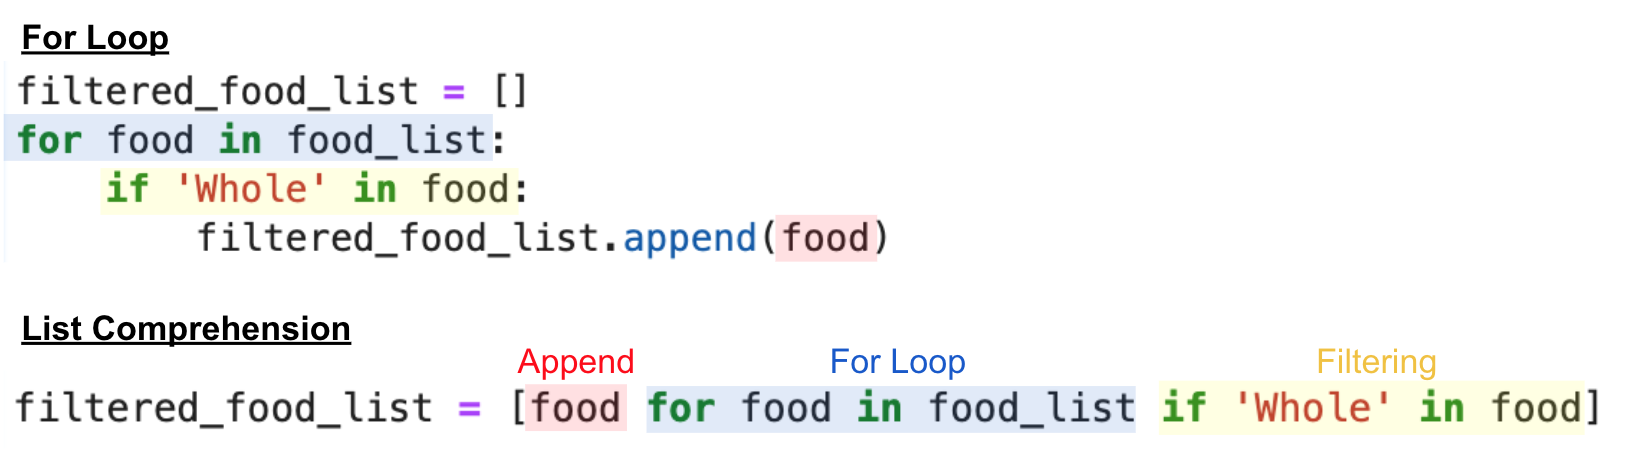 For Loop
filtered_food_list = []
for food in food_list:
    if 'Whole' in food:
        filtered_food_list.append(food)
List Comprehension
Append For Loop Filtering
filtered_food_list = [food for food in food_list if 'Whole' in food]